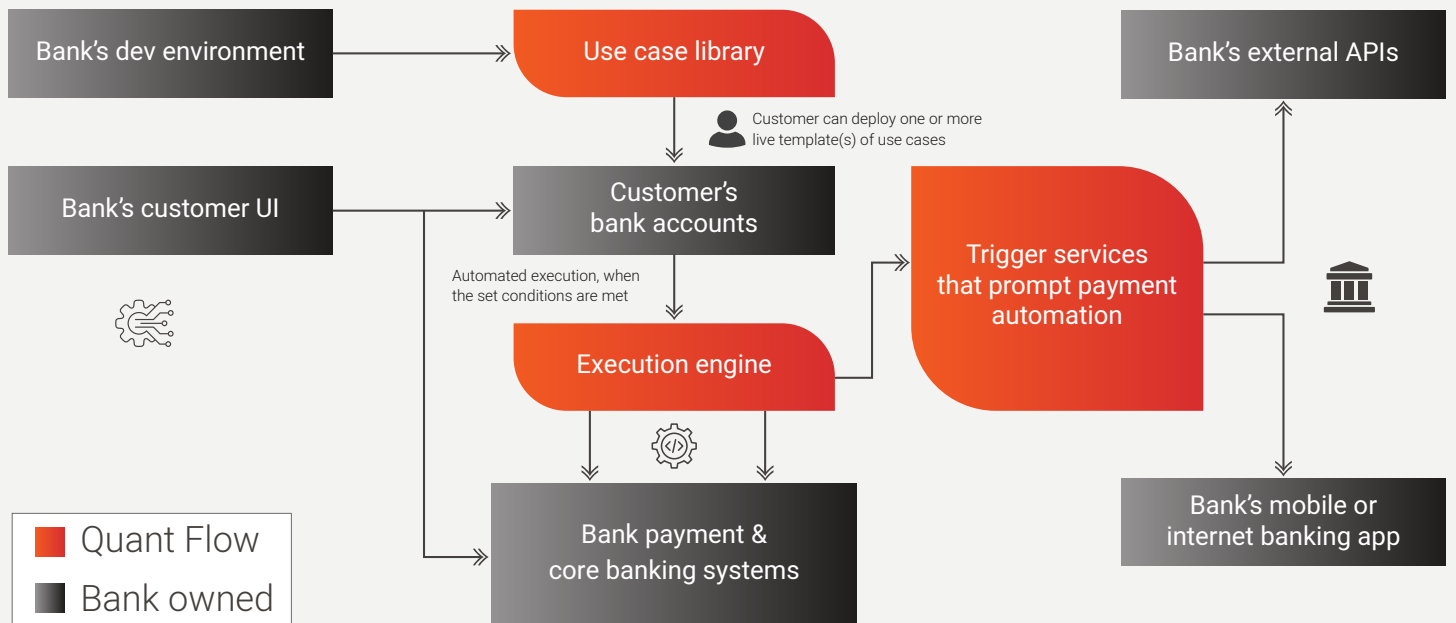 Bank's dev environment
Use case library
Bank's external APIs
Customer can deploy one or more
live template(s) of use cases
Bank's customer UI
Customer's
bank accounts
Trigger services
that prompt payment
automation
Automated execution, when
the set conditions are met
Execution engine
</>
Bank payment &
core banking systems
Bank's mobile or
internet banking app
Quant Flow
Bank owned